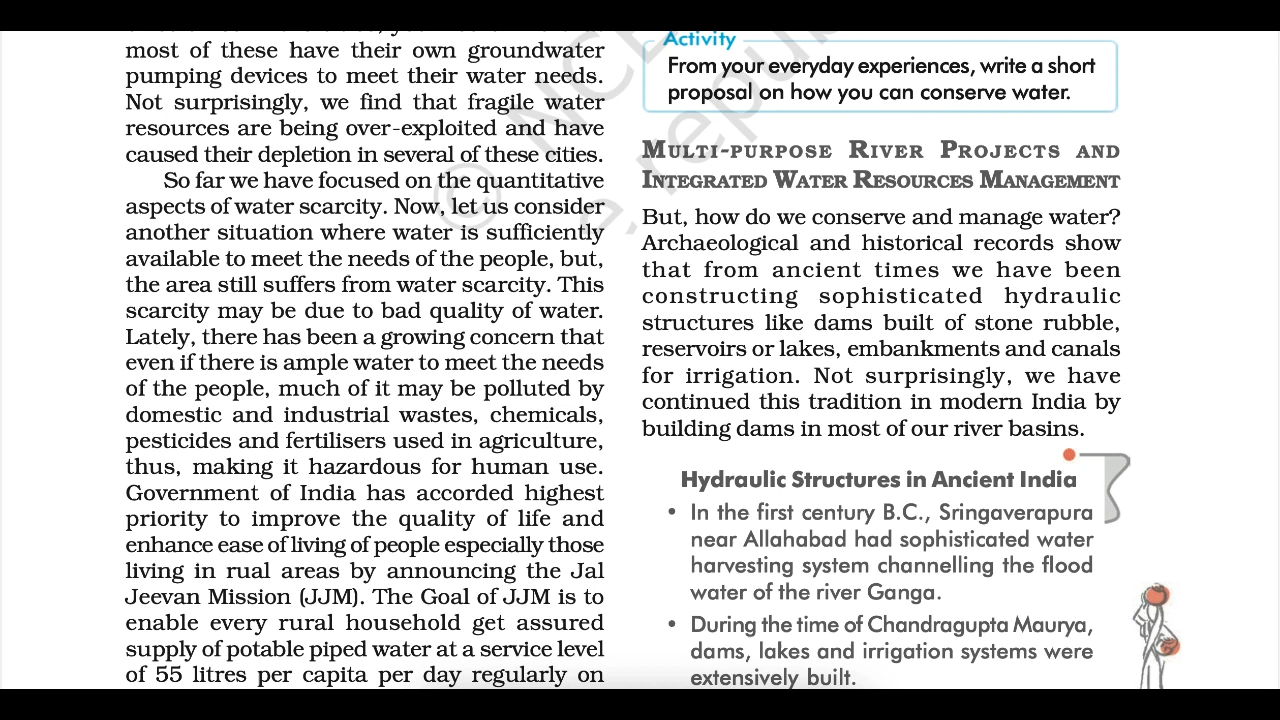 most of these have their own groundwater
pumping devices to meet their water needs.
Not surprisingly, we find that fragile water
resources are being over-exploited and have
caused their depletion in several of these cities.
So far we have focused on the quantitative
aspects of water scarcity. Now, let us consider
another situation where water is sufficiently
available to meet the needs of the people, but,
the area still suffers from water scarcity. This
scarcity may be due to bad quality of water.
Lately, there has been a growing concern that
even if there is ample water to meet the needs
of the people, much of it may be polluted by
domestic and industrial wastes, chemicals,
pesticides and fertilisers used in agriculture,
thus, making it hazardous for human use.
Government of India has accorded highest
priority to improve the quality of life and
enhance ease of living of people especially those
living in rual areas by announcing the Jal
Jeevan Mission (JJM). The Goal of JJM is to
enable every rural household get assured
supply of potable piped water at a service level
of 55 litres per capita per day regularly on
Activity
From your everyday experiences, write a short
proposal on how you can conserve water.
MULTI-PURPOSE RIVER PROJECTS AND
INTEGRATED WATER RESOURCES MANAGEMENT
But, how do we conserve and manage water?
Archaeological and historical records show
that from ancient times we have been
constructing sophisticated hydraulic
structures like dams built of stone rubble,
reservoirs or lakes, embankments and canals
for irrigation. Not surprisingly, we have
continued this tradition in modern India by
building dams in most of our river basins.
Hydraulic Structures in Ancient India
• In the first century B.C., Sringaverapura
near Allahabad had sophisticated water
harvesting system channelling the flood
water of the river Ganga.
• During the time of Chandragupta Maurya,
dams, lakes and irrigation systems were
extensively built.